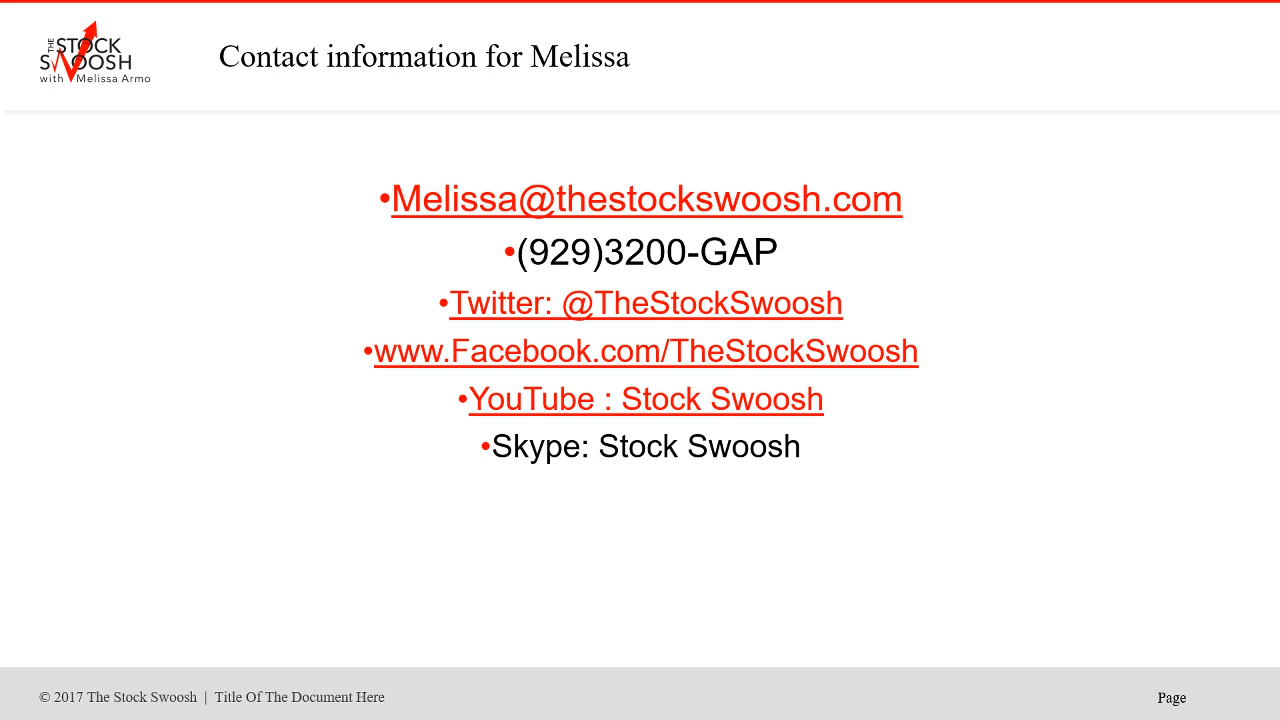 THE STOCK
SWOOSH
with Melissa Armo
Contact information for Melissa
•Melissa@thestockswoosh.com
•(929)3200-GAP
•Twitter: @TheStockSwoosh
•www.Facebook.com/TheStockSwoosh
•YouTube : Stock Swoosh
•Skype: Stock Swoosh
© 2017 The Stock Swoosh | Title Of The Document Here
Page